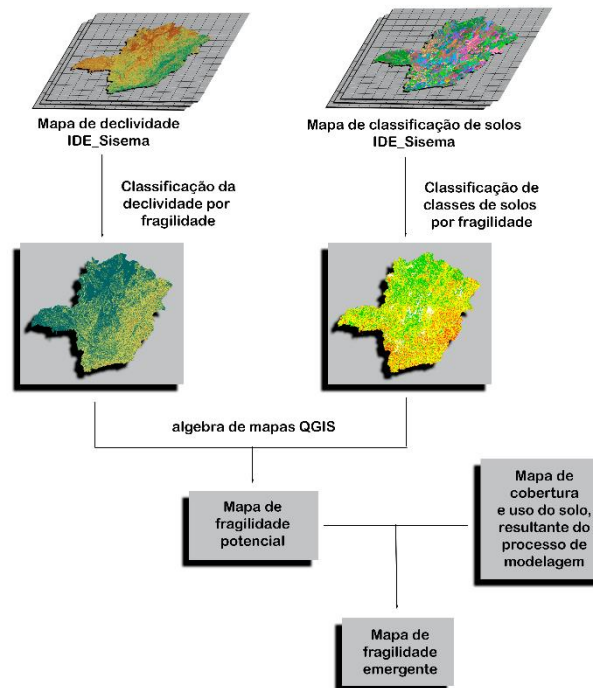 Mapa de declividade
IDE_Sisema
Mapa de classificação de solos
IDE_Sisema
Classificação da
declividade por
fragilidade
Classificação de
classes de solos
por fragilidade
algebra de mapas QGIS
Mapa de
fragilidade
potencial
Mapa de
cobertura
e uso do solo,
resultante do
processo de
modelagem
Mapa de
fragilidade
emergente